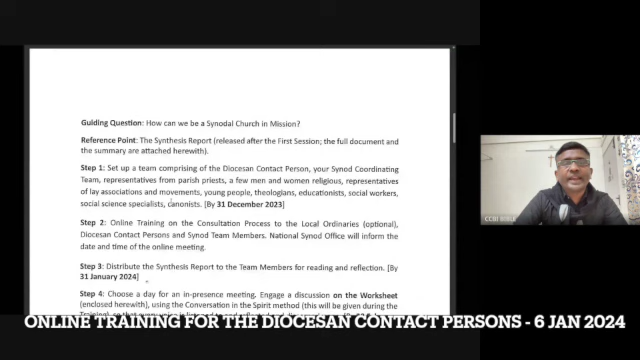 Guiding Question: How can we be a Synodal Church in Mission?
Reference Point: The Synthesis Report (released after the First Session; the full document and
the summary are attached herewith).
Step 1: Set up a team comprising of the Diocesan Contact Person, your Synod Coordinating
Team, representatives from parish priests, a few men and women religious, representatives
of lay associations and movements, young people, theologians, educationists, social workers,
social science specialists, canonists. [By 31 December 2023]
Step 2: Online Training on the Consultation Process to the Local Ordinaries (optional),
Diocesan Contact Persons and Synod Team Members. National Synod Office will inform the
date and time of the online meeting.
Step 3: Distribute the Synthesis Report to the Team Members for reading and reflection. [By
31 January 2024]
Step 4: Choose a day for an in-presence meeting. Engage a discussion on the Worksheet
(enclosed herewith), using the Conversation in the Spirit method (this will be given during the
CCBI BIBLE
ONLINE TRAINING FOR THE DIOCESAN CONTACT PERSONS - 6 JAN 2024